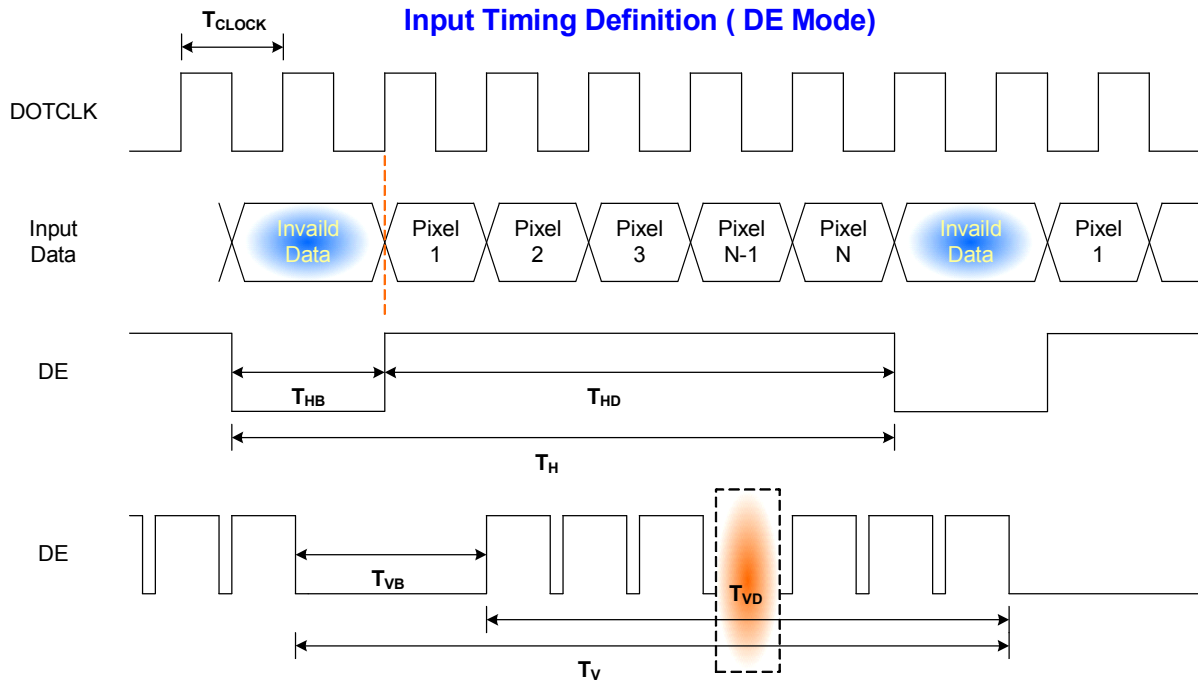 Input Timing Definition ( DE Mode)
TCLOCK
DOTCLK
Input
Data
Invaild
Data
Pixel
1
Pixel
2
Pixel
3
Pixel
N-1
Pixel
N
Invaild
Data
Pixel
1
DE
THB
THD
TH
DE
TVB
TVD
TV